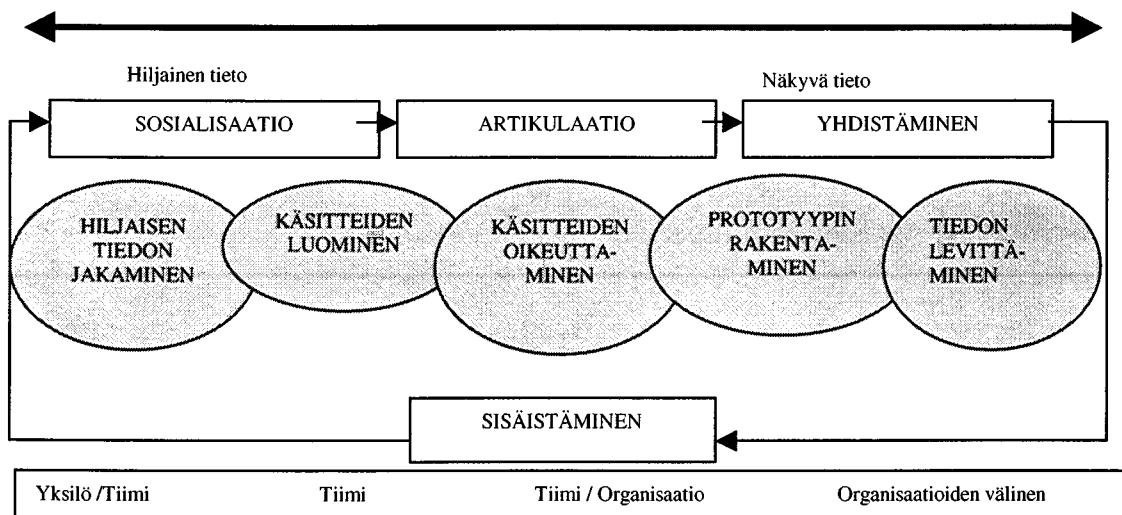 Hiljainen tieto
Näkyvä tieto
SOSIALISAATIO
ARTIKULAATIO
YHDISTÄMINEN
HILJAISEN
TIEDON
JAKAMINEN
KÄSITTEIDEN
LUOMINEN
KÄSITTEIDEN
OIKEUTTA-
MINEN
PROTOTYYPIN
RAKENTA-
MINEN
TIEDON
LEVITTÄ-
MINEN
SISÄISTÄMINEN
Yksilö /Tiimi
Tiimi
Tiimi / Organisaatio
Organisaatioiden välinen